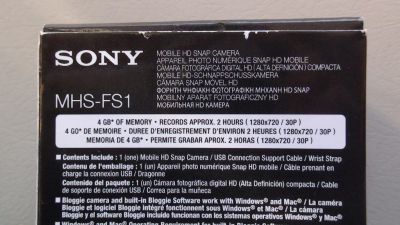 SONY
MHS-FS1
MOBILE HD SNAP CAMERA
APPAREIL PHOTO NUMÉRIQUE SNAP HD MOBILE
CÂMARA FOTOGRÁFICA DIGITAL HD (ALTA DEFINICIÓN) COMPACTA
MOBILE-HD-SCHNAPPSCHUSSKAMERA
CÂMARA SNAP MÓVEL HD
ΦΟΡΗΤΗ ΨΗΦΙΑΚΗ ΦΩΤΟΓΡΑΦΙΚΗ ΜΗΧΑΝΗ HD SNAP
MOBILNY APARAT FOTOGRAFICZNY HD
МОБИЛЬНАЯ HD КАМЕРА
4 GB* OF MEMORY • RECORDS APPROX. 2 HOURS (1280x720 / 30P)
4 GO* DE MÉMOIRE • DURÉE D'ENREGISTREMENT D'ENVIRON 2 HEURES (1280x720 / 30P)
MEMORIA DE 4 GB* • PERMITE GRABAR APROX. 2 HORAS (1280x720 / 30P)
■ Contents Include: 1 (one) Mobile HD Snap Camera / USB Connection Support Cable / Wrist Strap
Contenu de l'emballage : 1 (un) Appareil photo numérique snap HD mobile / Câble prenant en
charge la connexion USB / Dragonne
Contenido del paquete : 1 (un) Cámara fotográfica digital HD (Alta Definición) compacta / Cable
de soporte de conexión USB / Correa para la muñeca
■ Bloggie camera and built-in Bloggie Software work with Windows® and Mac® / La caméra
Bloggie et logiciel Bloggie intégré fonctionnent sous Windows® et Mac® / La cámara
Bloggie y el software Bloggie incluido funcionan con los sistemas operativos Windows® y Mac®